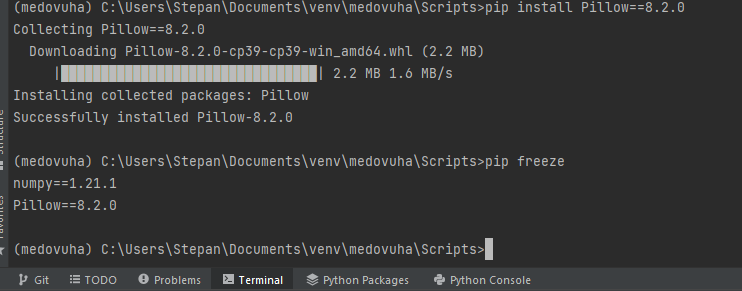 (medovuha) C:\Users\Stepan\Documents\venv\medovuha\Scripts>pip install Pillow==8.2.0
Collecting Pillow==8.2.0
  Downloading Pillow-8.2.0-cp39-cp39-win_amd64.whl (2.2 MB)
     |████████████████████████████████| 2.2 MB 1.6 MB/s
Installing collected packages: Pillow
Successfully installed Pillow-8.2.0
(medovuha) C:\Users\Stepan\Documents\venv\medovuha\Scripts>pip freeze
numpy==1.21.1
Pillow==8.2.0
(medovuha) C:\Users\Stepan\Documents\venv\medovuha\Scripts>
Structure
Favorites
Git
TODO
Problems
Terminal
Python Packages
Python Console